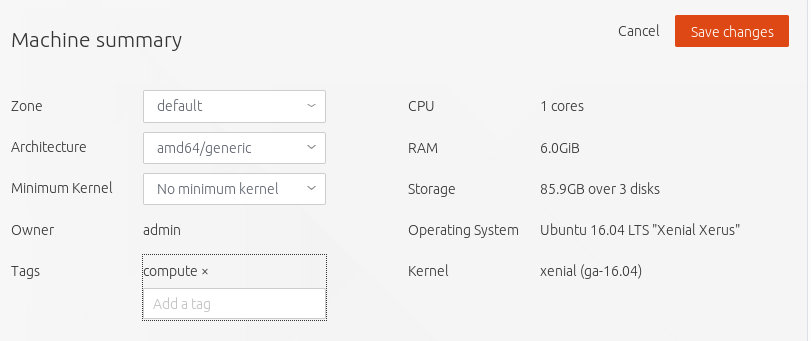 Machine summary
Cancel
Save changes
Zone
default
CPU
1 cores
Architecture
amd64/generic
RAM
6.0GiB
Minimum Kernel
No minimum kernel
Storage
85.9GB over 3 disks
Owner
admin
Operating System
Ubuntu 16.04 LTS "Xenial Xerus"
Tags
compute ×
Kernel
xenial (ga-16.04)
Add a tag